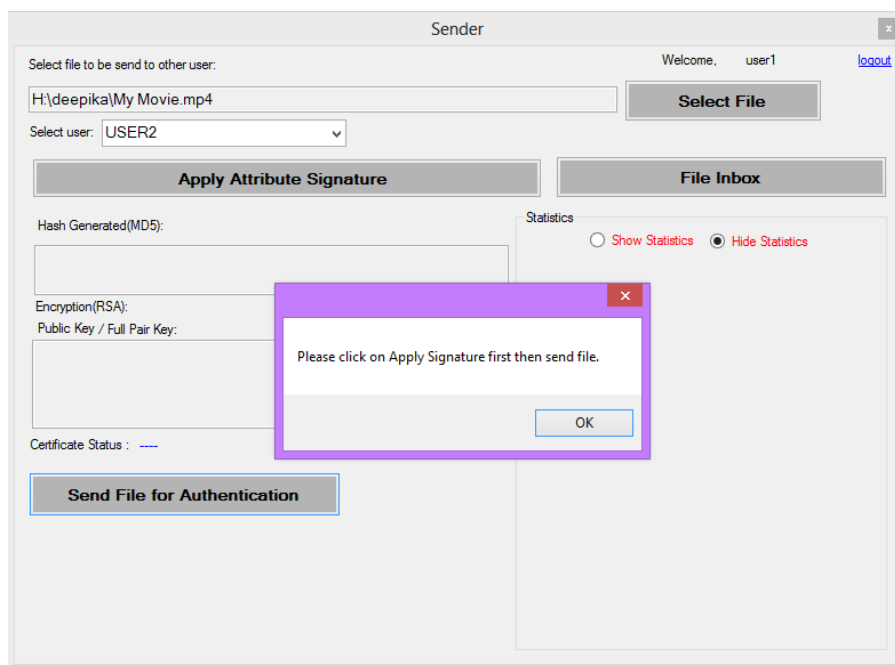 Sender
x
Select file to be send to other user:
Welcome, user1 logout
H:\deepika\My Movie.mp4
Select File
Select user: USER2
Apply Attribute Signature
File Inbox
Hash Generated(MD5):
Statistics
Show Statistics Hide Statistics
Encryption(RSA):
Public Key / Full Pair Key:
Please click on Apply Signature first then send file.
OK
Certificate Status : ----
Send File for Authentication